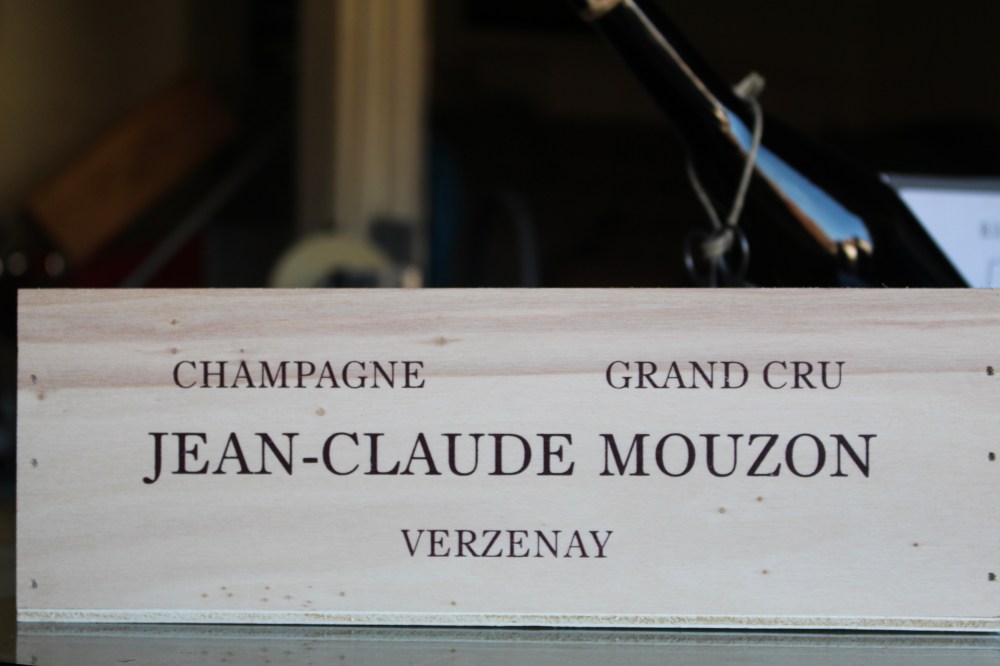 CHAMPAGNE GRAND CRU
JEAN-CLAUDE MOUZON
VERZENAY